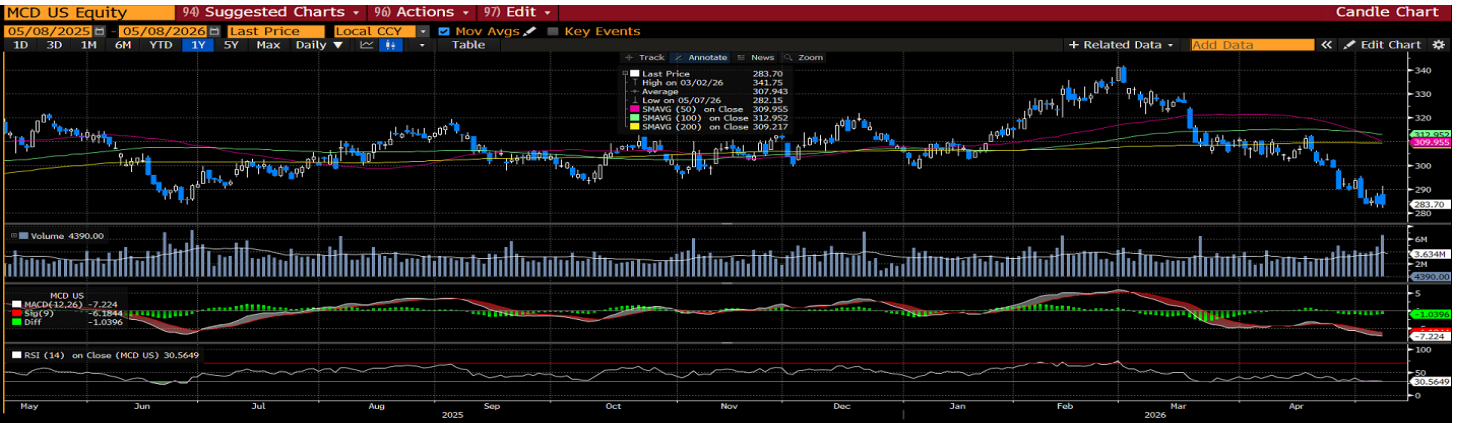 MCD US Equity 94) Suggested Charts 96) Actions 97) Edit Candle Chart
05/08/2025 - 05/08/2026 Last Price Local CCY Mov Avgs Key Events
1D 3D 1M 6M YTD 1Y 5Y Max Daily ▼ Table + Related Data Add Data « Edit Chart
Track Annotate News Zoom
Last Price 283.70
High on 03/02/26 341.75
Average 307.943
Low on 05/07/26 282.15
SMAVG (50) on Close 309.955
SMAVG (100) on Close 312.952
SMAVG (200) on Close 309.217
340
330
320
312.952
309.955
300
290
283.70
280
Volume 4390.00
6M
3.634M
2M
4390.00
MCD US
MACD(12,26) -7.224
Sig(9) -6.1844
Diff -1.0396
5
-1.0396
-7.224
RSI (14) on Close (MCD US) 30.5649
100
50
30.5649
0
May Jun Jul Aug Sep Oct Nov Dec Jan Feb Mar Apr
2025 2026